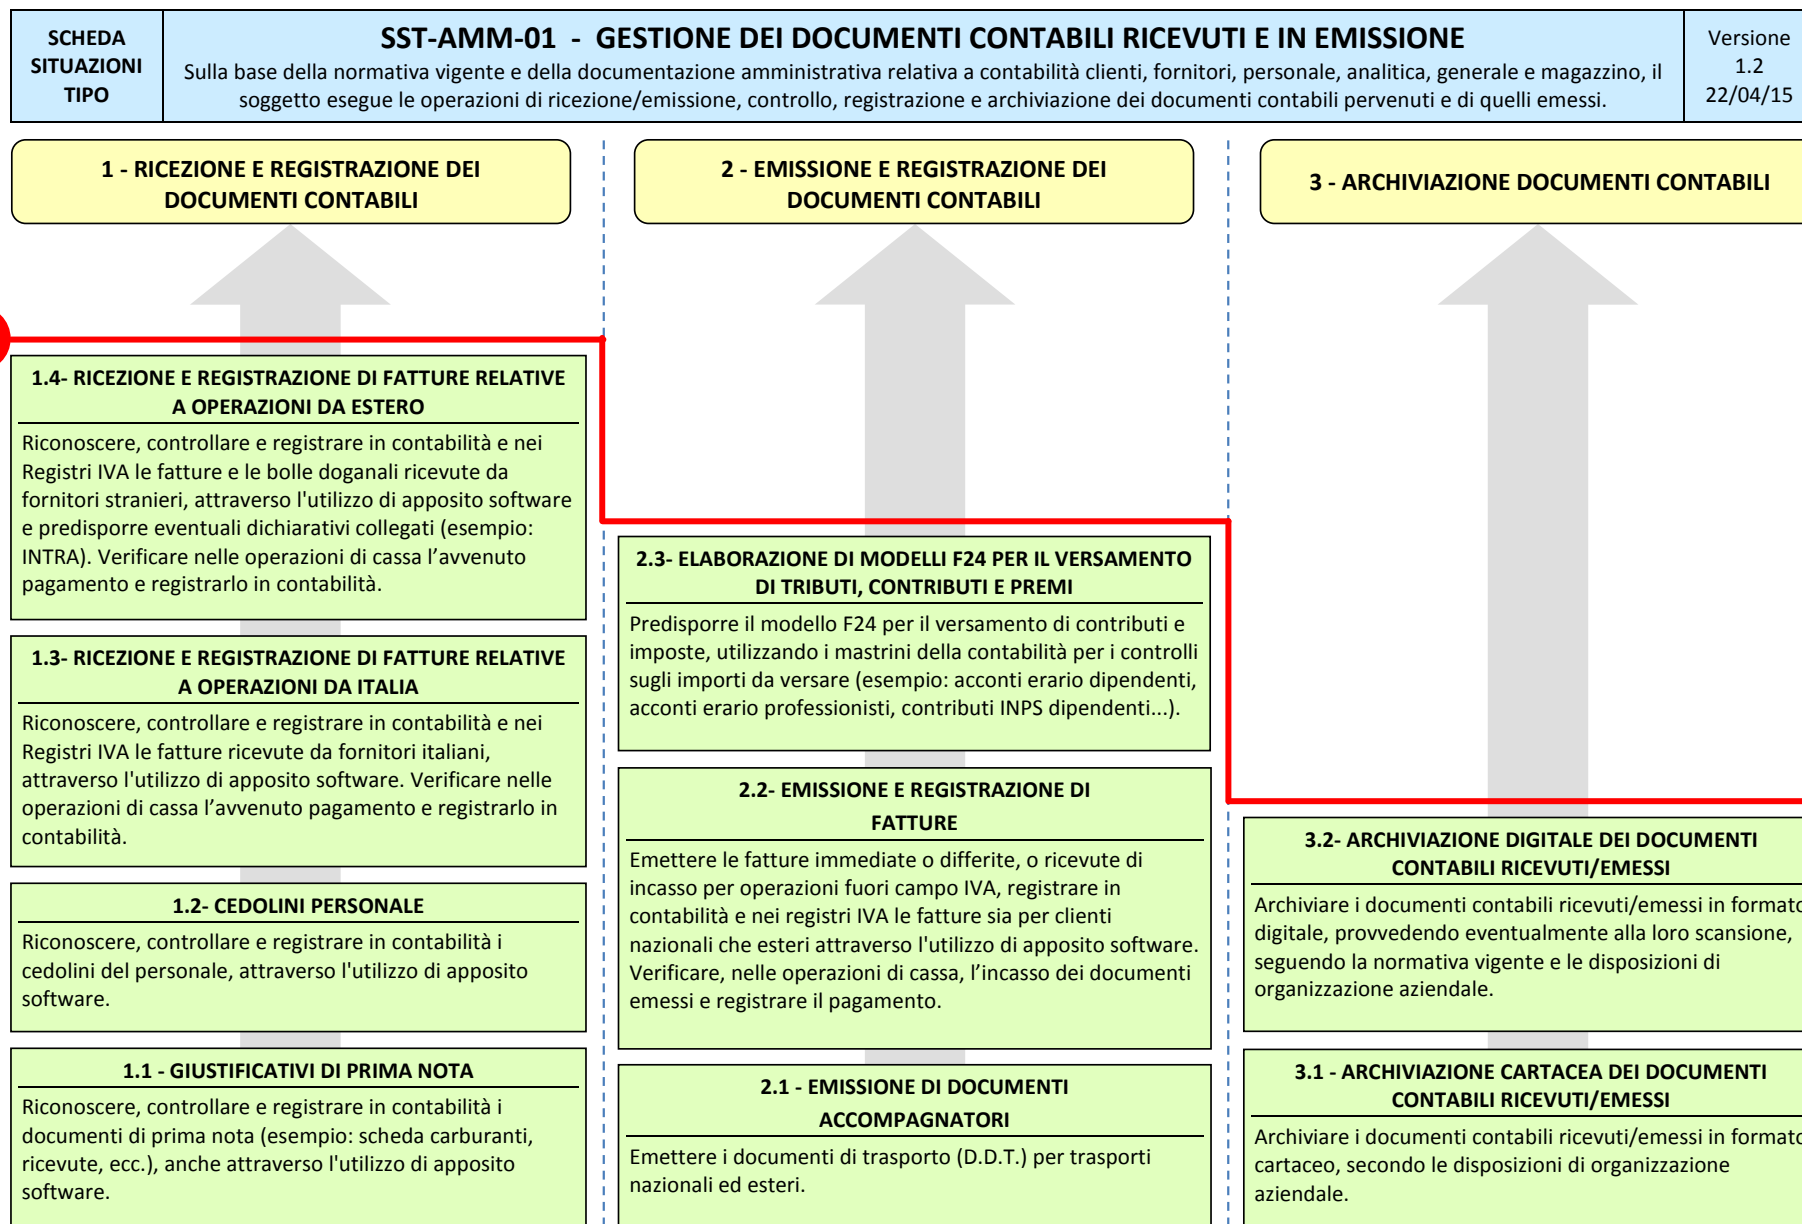 SCHEDA
SITUAZIONI
TIPO
SST-AMM-01 - GESTIONE DEI DOCUMENTI CONTABILI RICEVUTI E IN EMISSIONE
Sulla base della normativa vigente e della documentazione amministrativa relativa a contabilità clienti, fornitori, personale, analitica, generale e magazzino, il
soggetto esegue le operazioni di ricezione/emissione, controllo, registrazione e archiviazione dei documenti contabili pervenuti e di quelli emessi.
Versione
1.2
22/04/15
1 - RICEZIONE E REGISTRAZIONE DEI
DOCUMENTI CONTABILI
1.4- RICEZIONE E REGISTRAZIONE DI FATTURE RELATIVE
A OPERAZIONI DA ESTERO
Riconoscere, controllare e registrare in contabilità e nei
Registri IVA le fatture e le bolle doganali ricevute da
fornitori stranieri, attraverso l'utilizzo di apposito software
e predisporre eventuali dichiarativi collegati (esempio:
INTRA). Verificare nelle operazioni di cassa l’avvenuto
pagamento e registrarlo in contabilità.
1.3- RICEZIONE E REGISTRAZIONE DI FATTURE RELATIVE
A OPERAZIONI DA ITALIA
Riconoscere, controllare e registrare in contabilità e nei
Registri IVA le fatture ricevute da fornitori italiani,
attraverso l'utilizzo di apposito software. Verificare nelle
operazioni di cassa l’avvenuto pagamento e registrarlo in
contabilità.
1.2- CEDOLINI PERSONALE
Riconoscere, controllare e registrare in contabilità i
cedolini del personale, attraverso l'utilizzo di apposito
software.
1.1 - GIUSTIFICATIVI DI PRIMA NOTA
Riconoscere, controllare e registrare in contabilità i
documenti di prima nota (esempio: scheda carburanti,
ricevute, ecc.), anche attraverso l'utilizzo di apposito
software.
2 - EMISSIONE E REGISTRAZIONE DEI
DOCUMENTI CONTABILI
2.3- ELABORAZIONE DI MODELLI F24 PER IL VERSAMENTO
DI TRIBUTI, CONTRIBUTI E PREMI
Predisporre il modello F24 per il versamento di contributi e
imposte, utilizzando i mastrini della contabilità per i controlli
sugli importi da versare (esempio: acconti erario dipendenti,
acconti erario professionisti, contributi INPS dipendenti...).
2.2- EMISSIONE E REGISTRAZIONE DI
FATTURE
Emettere le fatture immediate o differite, o ricevute di
incasso per operazioni fuori campo IVA, registrare in
contabilità e nei registri IVA le fatture sia per clienti
nazionali che esteri attraverso l'utilizzo di apposito software.
Verificare, nelle operazioni di cassa, l’incasso dei documenti
emessi e registrare il pagamento.
2.1 - EMISSIONE DI DOCUMENTI
ACCOMPAGNATORI
Emettere i documenti di trasporto (D.D.T.) per trasporti
nazionali ed esteri.
3 - ARCHIVIAZIONE DOCUMENTI CONTABILI
3.2- ARCHIVIAZIONE DIGITALE DEI DOCUMENTI
CONTABILI RICEVUTI/EMESSI
Archiviare i documenti contabili ricevuti/emessi in formato
digitale, provvedendo eventualmente alla loro scansione,
seguendo la normativa vigente e le disposizioni di
organizzazione aziendale.
3.1 - ARCHIVIAZIONE CARTACEA DEI DOCUMENTI
CONTABILI RICEVUTI/EMESSI
Archiviare i documenti contabili ricevuti/emessi in formato
cartaceo, secondo le disposizioni di organizzazione
aziendale.